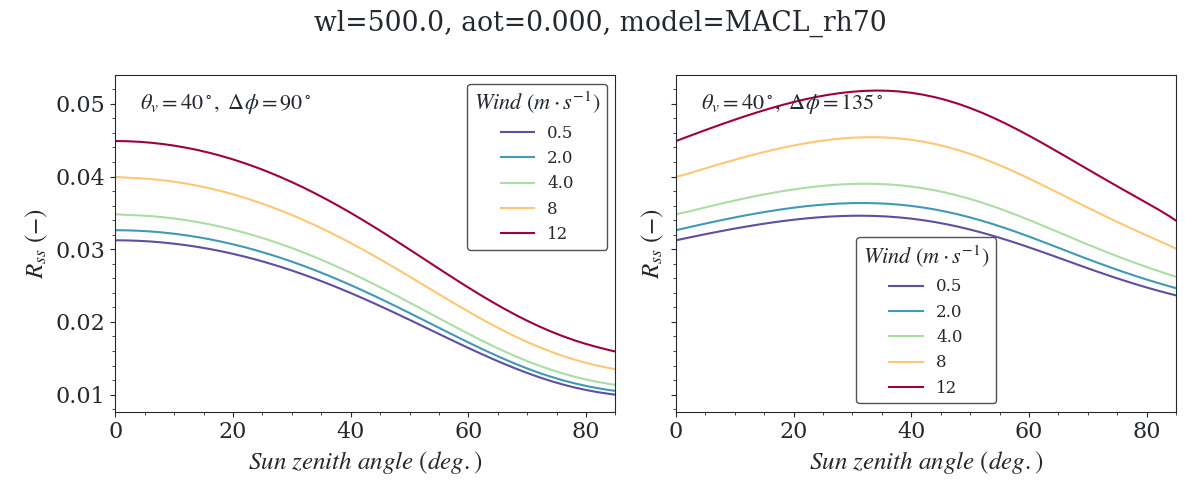 wl=500.0, aot=0.000, model=MACL_rh70
θᵥ = 40°, Δϕ = 90°
Wind (m · s⁻¹)
0.5
2.0
4.0
8
12
0.05
0.04
0.03
0.02
0.01
Rₛₛ (−)
0 20 40 60 80
Sun zenith angle (deg.)
θᵥ = 40°, Δϕ = 135°
Rₛₛ (−)
Wind (m · s⁻¹)
0.5
2.0
4.0
8
12
0 20 40 60 80
Sun zenith angle (deg.)